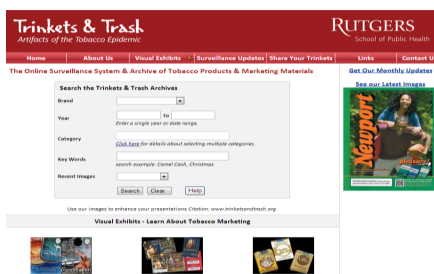 Trinkets & Trash
Artifacts of the Tobacco Epidemic
RUTGERS
School of Public Health
Home
About Us
Visual Exhibits
Surveillance Updates
Share Your Trinkets
Links
Contact U
The Online Surveillance System & Archive of Tobacco Products & Marketing Materials
Get Our Monthly Updates
See our Latest Images
Search the Trinkets & Trash Archives
Brand
Year
to
Enter a single year or date range.
Category
Click here for details about selecting multiple categories.
Key Words
search example: Camel Cash, Christmas
Recent Images
Search
Clear
Help
Newport
pleasure!
Use our images to enhance your presentations Citation: www.trinketsandtrash.org.
Visual Exhibits - Learn About Tobacco Marketing